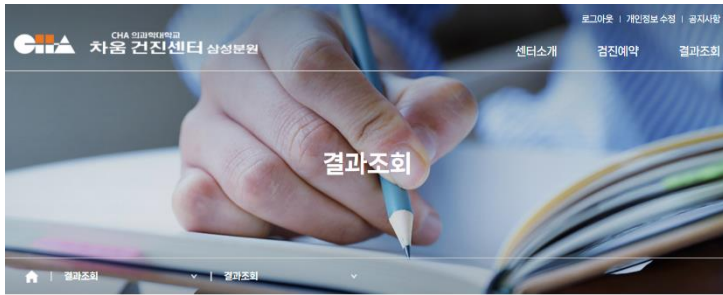 로그아웃 | 개인정보 수정 | 공지사항
CHA 의과학대학교
CHA 차움 건진센터 삼성분원
센터소개 검진예약 결과조회
결과조회
결과조회 | 결과조회